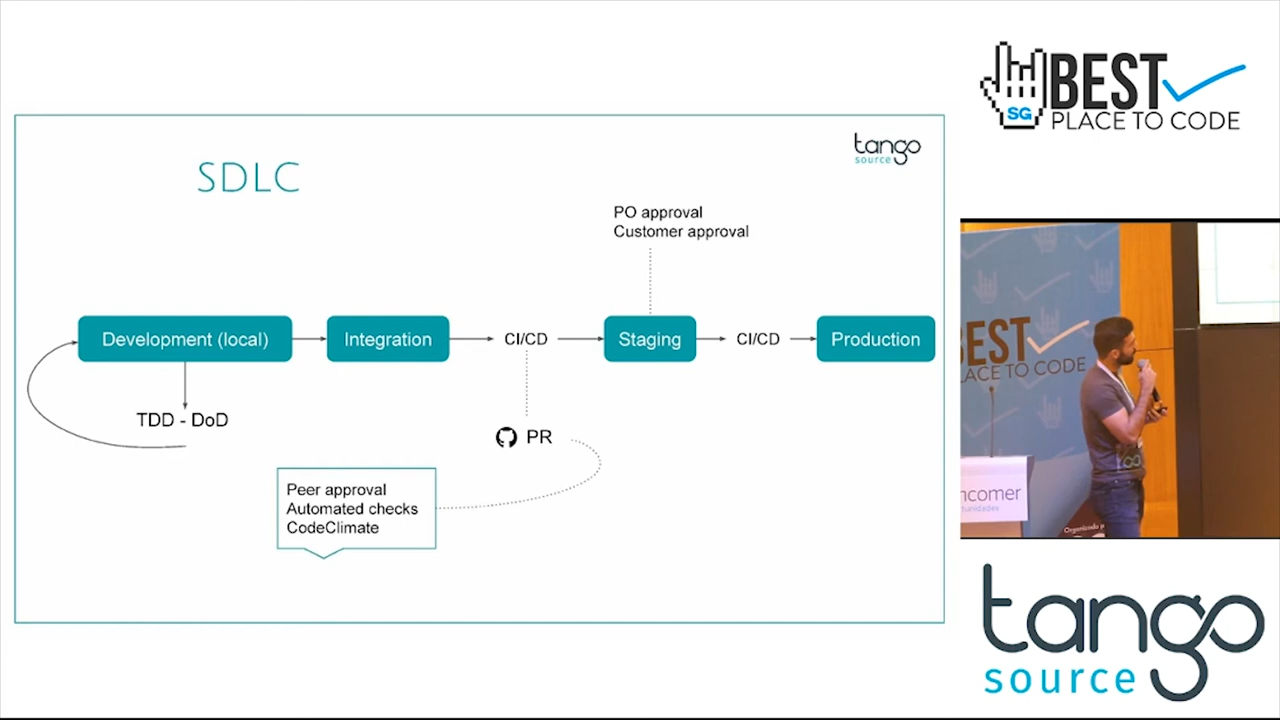 SDLC
tango
source
PO approval
Customer approval
Development (local)
Integration
CI/CD
Staging
CI/CD
Production
TDD - DoD
PR
Peer approval
Automated checks
CodeClimate
SG
BEST
PLACE TO CODE
BEST
PLACE TO CODE
ncomer
Organizado p
tango
source